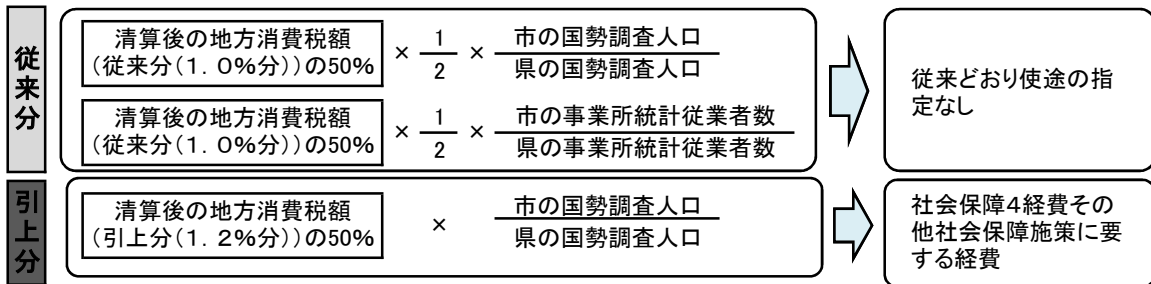 従来分
清算後の地方消費税額
（従来分（1．0%分））の50%
× 1/2 × 市の国勢調査人口/県の国勢調査人口
清算後の地方消費税額
（従来分（1．0%分））の50%
× 1/2 × 市の事業所統計従業者数/県の事業所統計従業者数
従来どおり使途の指
定なし
引上分
清算後の地方消費税額
（引上分（1．2%分））の50%
× 市の国勢調査人口/県の国勢調査人口
社会保障４経費その
他社会保障施策に要
する経費